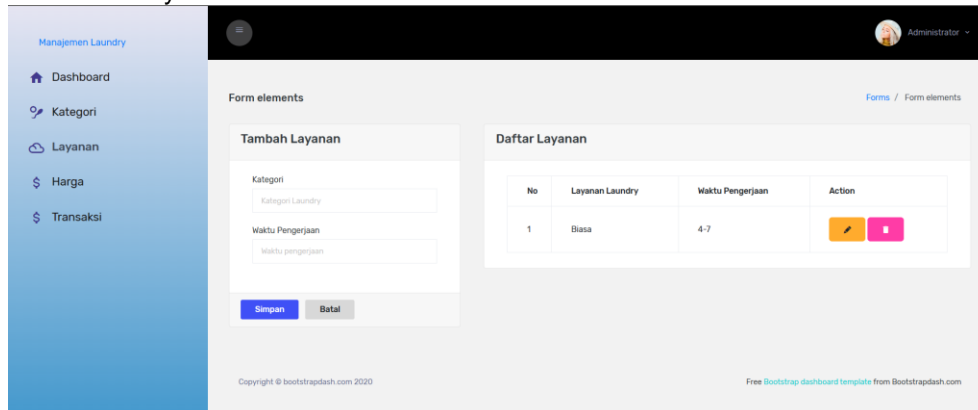 Manajemen Laundry
Administrator
Dashboard
Kategori
Layanan
Harga
Transaksi
Form elements
Forms / Form elements
Tambah Layanan
Kategori
Kategori Laundry
Waktu Pengerjaan
Waktu pengerjaan
Simpan Batal
Daftar Layanan
No Layanan Laundry Waktu Pengerjaan Action
1 Biasa 4-7
Copyright © bootstrapdash.com 2020
Free Bootstrap dashboard template from Bootstrapdash.com